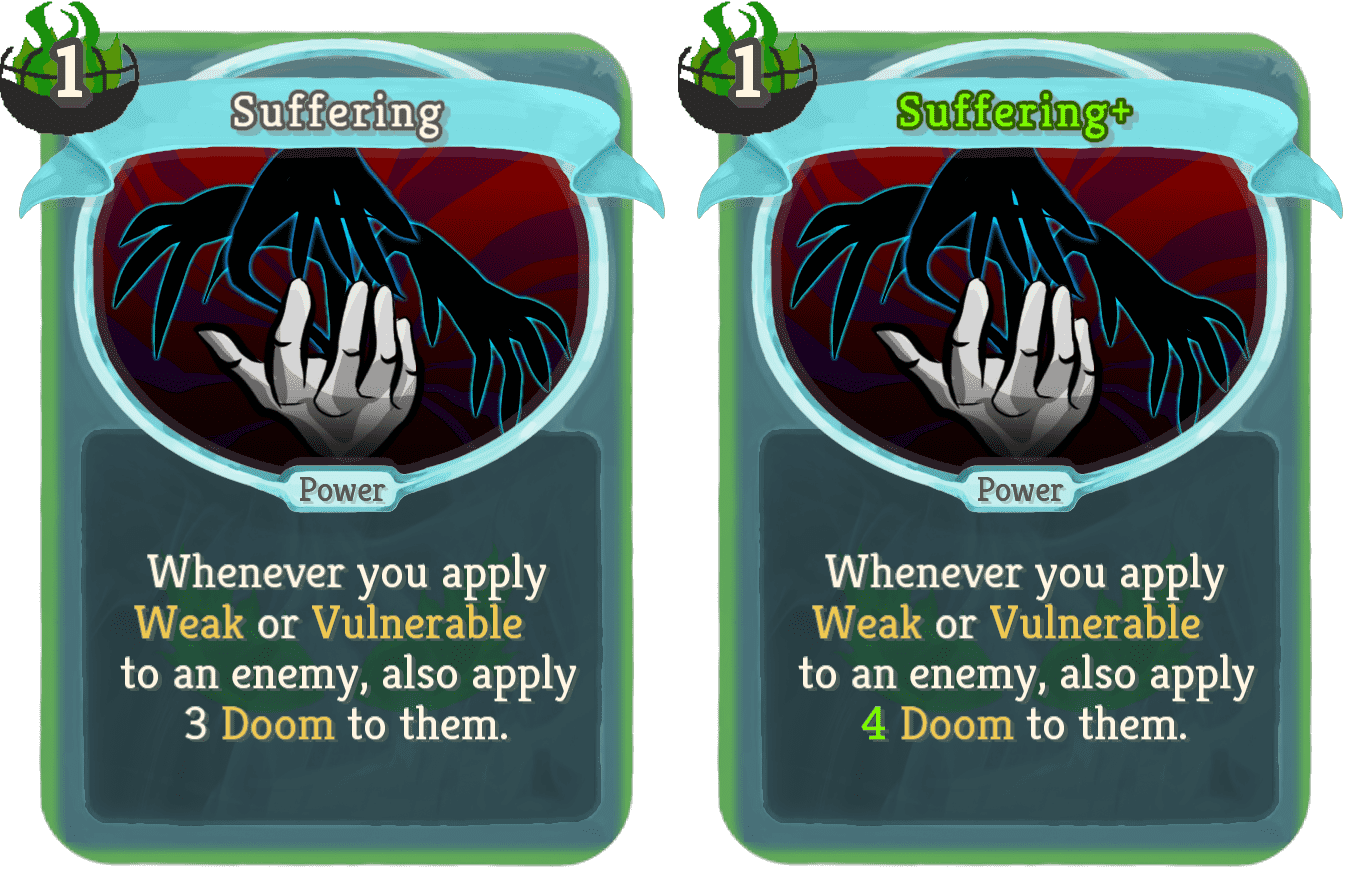 1
Suffering
Power
Whenever you apply
Weak or Vulnerable
to an enemy, also apply
3 Doom to them.
1
Suffering+
Power
Whenever you apply
Weak or Vulnerable
to an enemy, also apply
4 Doom to them.